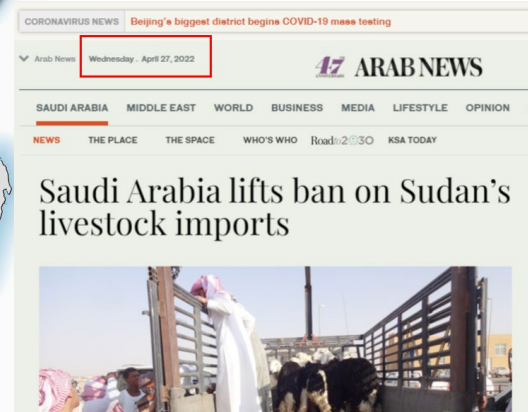 CORONAVIRUS NEWS Beijing's biggest district begins COVID-19 mass testing
Arab News Wednesday . April 27, 2022
47 ANNIVERSARY ARAB NEWS
SAUDI ARABIA MIDDLE EAST WORLD BUSINESS MEDIA LIFESTYLE OPINION
NEWS THE PLACE THE SPACE WHO'S WHO Road to 2030 KSA TODAY
Saudi Arabia lifts ban on Sudan's
livestock imports